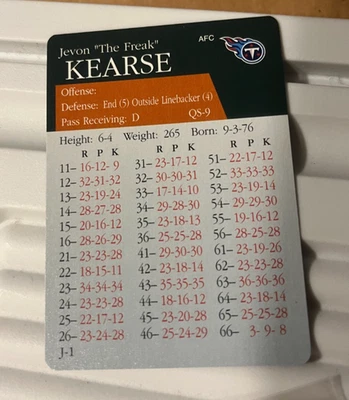 Jevon "The Freak" AFC
KEARSE
T
Offense:
Defense: End (5) Outside Linebacker (4)
Pass Receiving: D QS-9
Height: 6-4 Weight: 265 Born: 9-3-76
R P K R P K R P K
11– 16-12- 9 31– 23-17-12 51– 22-17-12
12– 32-31-32 32– 30-30-31 52– 33-33-33
13– 23-19-24 33– 17-14-10 53– 23-19-14
14– 28-27-28 34– 29-28-30 54– 29-29-30
15– 20-16-12 35– 23-18-13 55– 19-16-12
16– 28-26-29 36– 25-25-28 56– 28-25-28
21– 23-23-30 41– 29-30-30 61– 23-19-26
22– 18-15-11 42– 23-18-14 62– 23-23-30
23– 34-34-34 43– 35-35-35 63– 36-36-36
24– 23-23-28 44– 18-16-12 64– 23-18-14
25– 22-17-12 45– 23-20-28 65– 29-27-28
26– 23-24-28 46– 25-24-29 66– 3- 9- 8
J-1